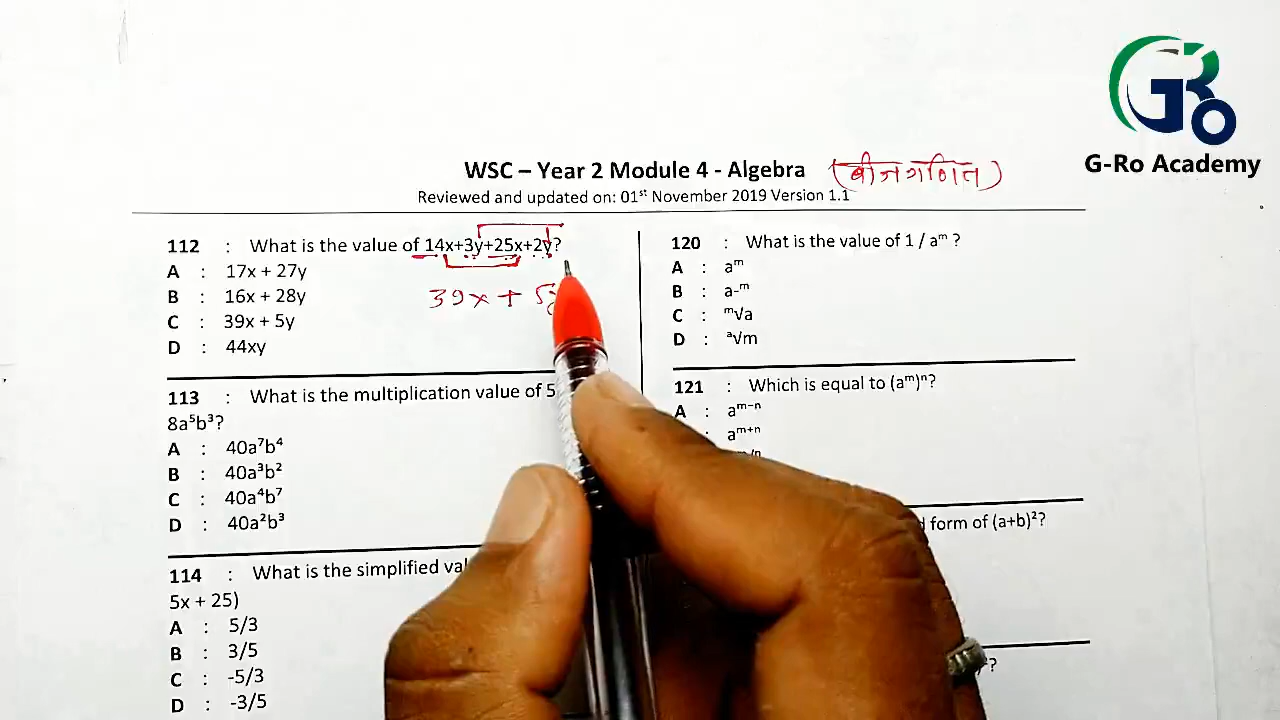 G-Ro Academy
WSC – Year 2 Module 4 - Algebra (बीजगणित)
Reviewed and updated on: 01st November 2019 Version 1.1
112 : What is the value of 14x+3y+25x+2y?
A : 17x + 27y
B : 16x + 28y
C : 39x + 5y
D : 44xy
39x + 5y
113 : What is the multiplication value of 5
8a⁵b³?
A : 40a⁷b⁴
B : 40a³b²
C : 40a⁴b⁷
D : 40a²b³
114 : What is the simplified
5x + 25)
A : 5/3
B : 3/5
C : -5/3
D : -3/5
120 : What is the value of 1 / aᵐ ?
A : aᵐ
B : a-ᵐ
C : ᵐ√a
D : ᵃ√m
121 : Which is equal to (aᵐ)ⁿ?
A : aᵐ⁻ⁿ
: aᵐ⁺ⁿ
form of (a+b)²?